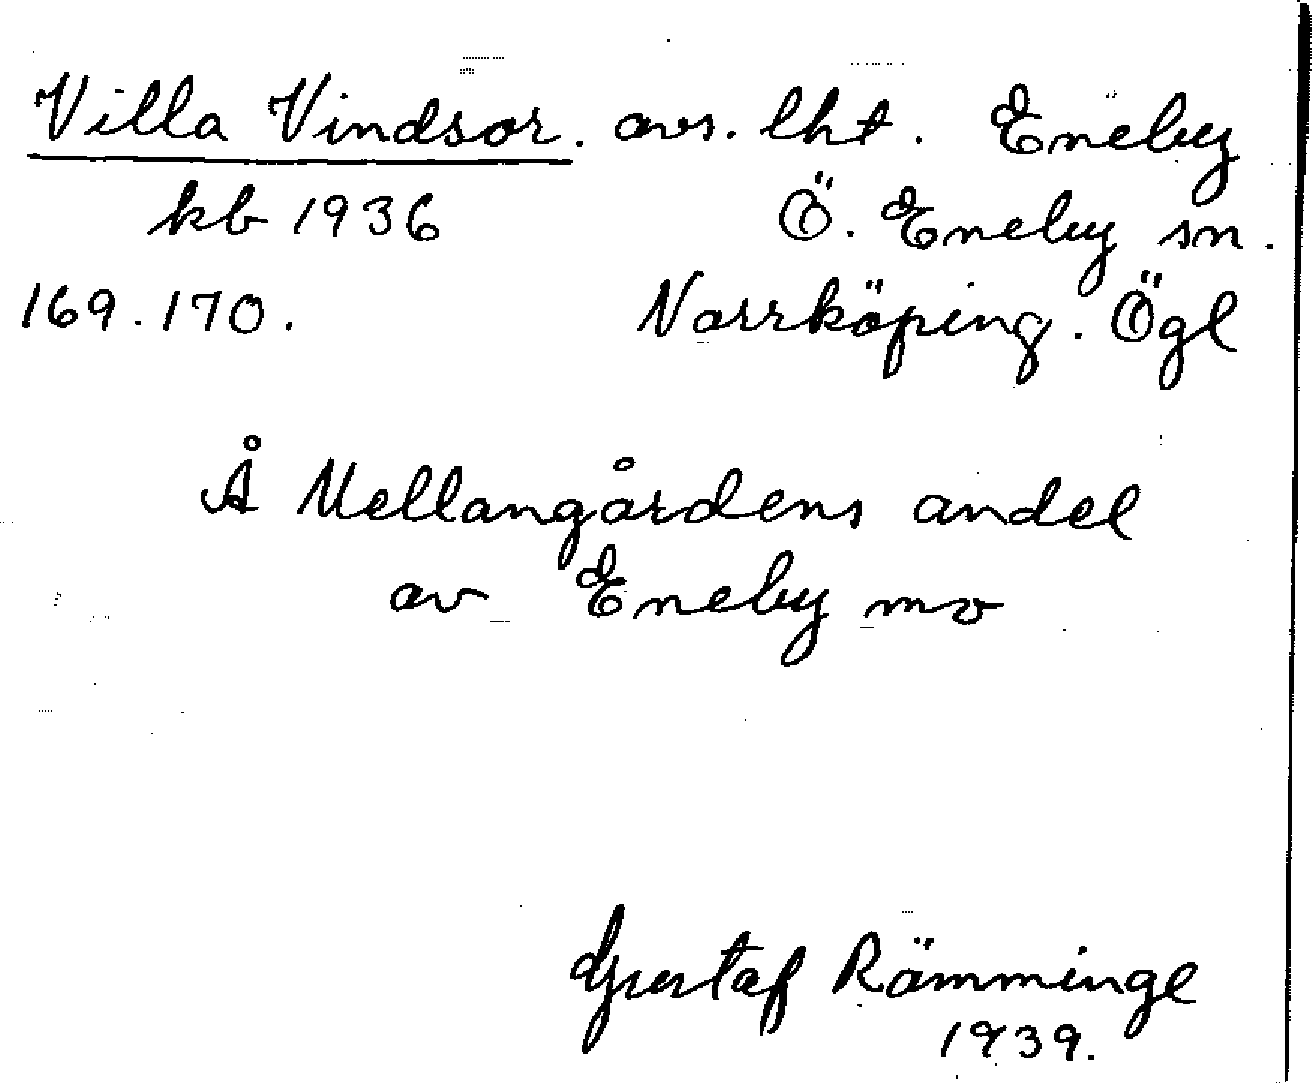 Villa Vindsor. avs. lht. Eneby
kb 1936 Ö. Eneby sn.
169.170. Norrköping. Ögl
Å Mellangårdens andel
av Eneby mo
Gustaf Rämminge
1939.